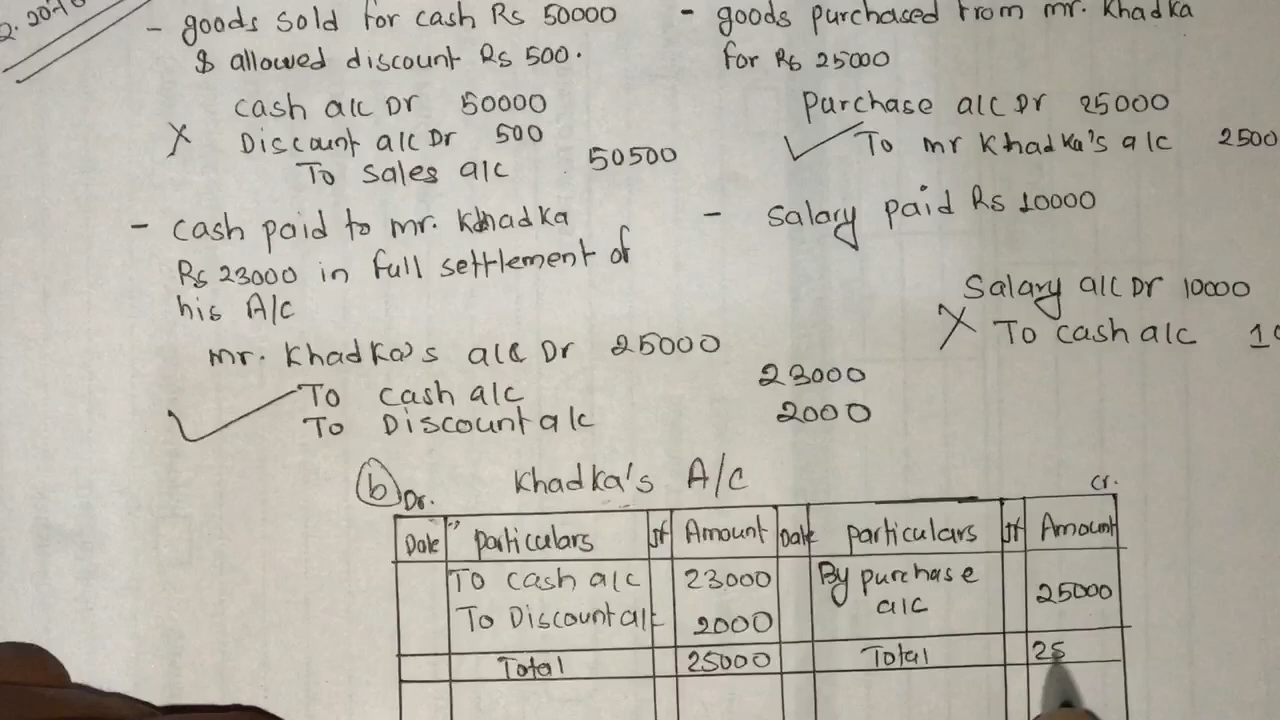 - goods sold for cash Rs 50000
& allowed discount Rs 500.
cash a/c Dr 50000
Discount a/c Dr 500
To sales a/c 50500
- goods purchased from mr. Khadka
for Rs 25000
Purchase a/c Dr 25000
To mr Khadka's a/c 2500
- cash paid to mr. Khadka
Rs 23000 in full settlement of
his A/c
mr. Khadka's a/c Dr 25000
To cash a/c 23000
To Discount a/c 2000
- Salary paid Rs 10000
Salary a/c Dr 10000
To cash a/c 10
(b) Khadka's A/c
Dr. Cr.
Date Particulars Jf Amount Date particulars Jf Amount
To cash a/c 23000 By purchase
a/c 25000
To Discount a/c 2000
Total 25000 Total 25